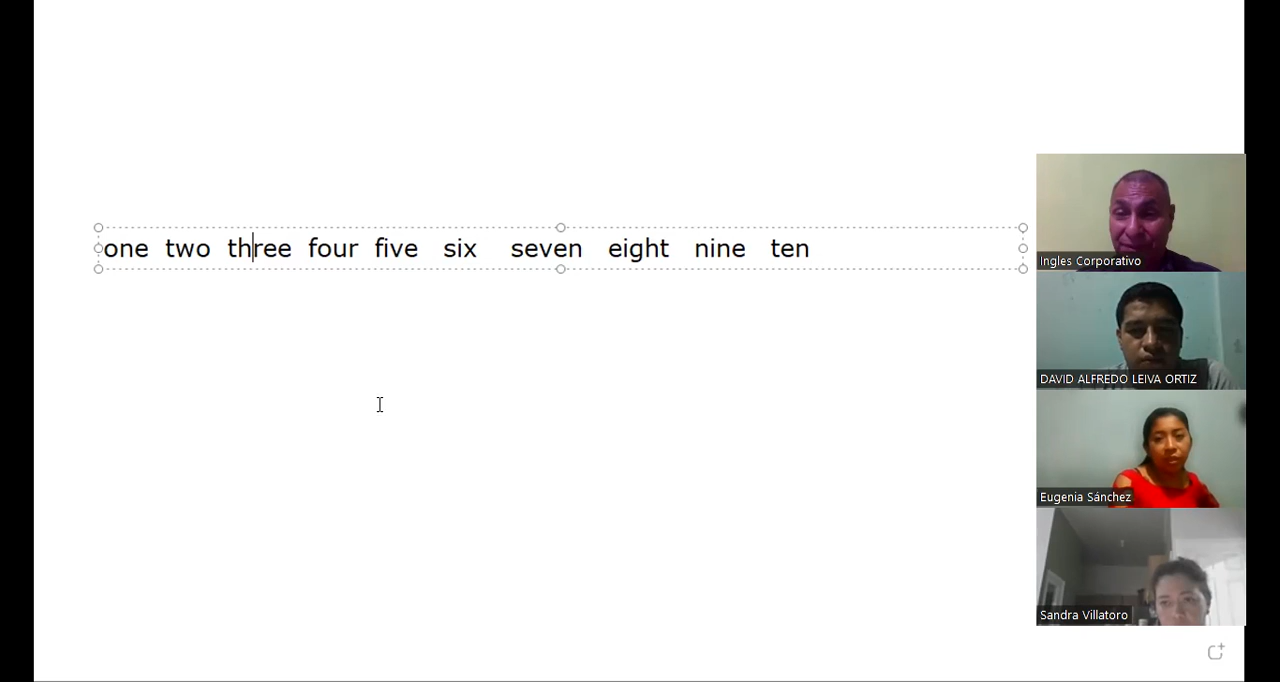 one two three four five six seven eight nine ten
Ingles Corporativo
DAVID ALFREDO LEIVA ORTIZ
Eugenia Sánchez
Sandra Villatoro